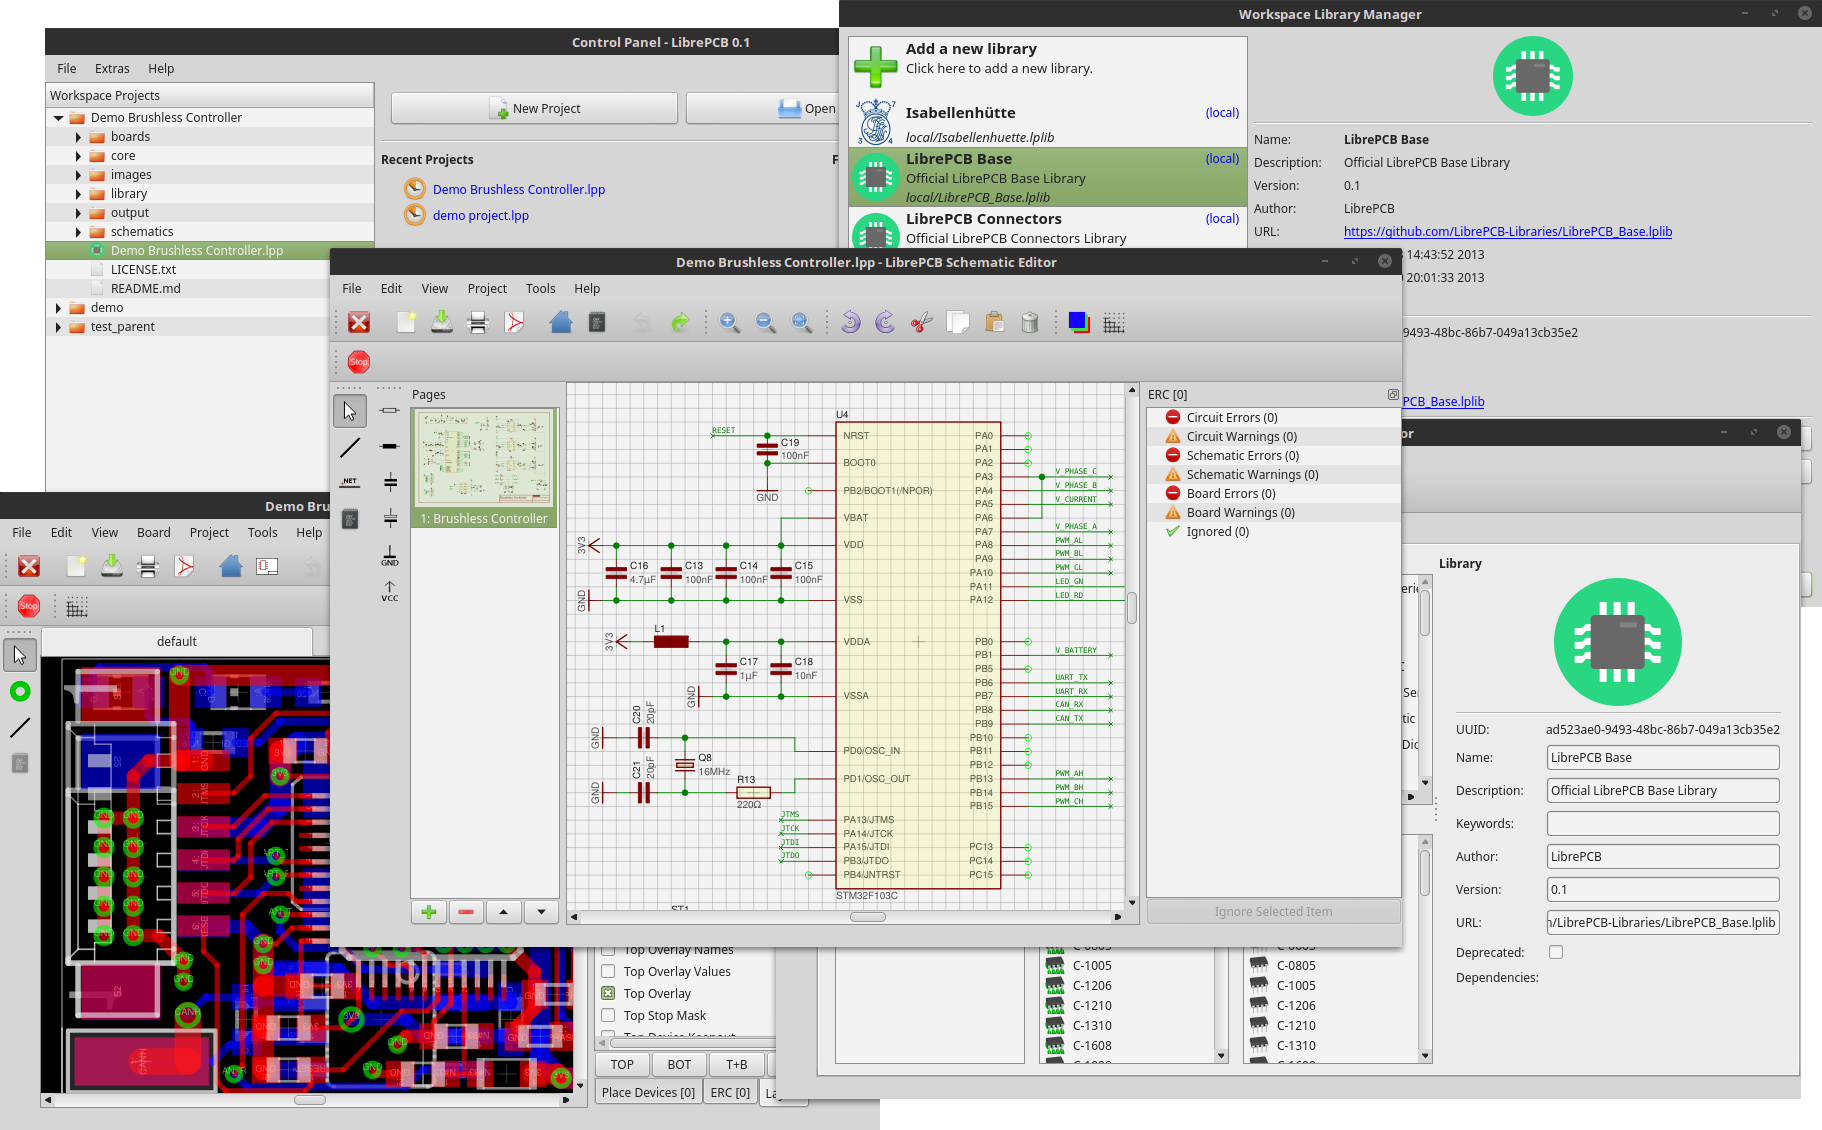 Workspace Library Manager
Control Panel - LibrePCB 0.1
File Extras Help
Workspace Projects
Demo Brushless Controller
boards
core
images
library
output
schematics
Demo Brushless Controller.lpp
LICENSE.txt
README.md
demo
test_parent
New Project
Open
Recent Projects
F
Demo Brushless Controller.lpp
demo project.lpp
Add a new library
Click here to add a new library.
Isabellenhütte (local)
local/Isabellenhuette.lplib
LibrePCB Base (local)
Official LibrePCB Base Library
local/LibrePCB_Base.lplib
LibrePCB Connectors (local)
Official LibrePCB Connectors Library
Name: LibrePCB Base
Description: Official LibrePCB Base Library
Version: 0.1
Author: LibrePCB
URL: https://github.com/LibrePCB-Libraries/LibrePCB_Base.lplib
14:43:52 2013
20:01:33 2013
9493-48bc-86b7-049a13cb35e2
PCB_Base.lplib
Demo Brushless Controller.lpp - LibrePCB Schematic Editor
File Edit View Project Tools Help
Stop
.NET
GND
VCC
Pages
1: Brushless Controller
U4
RESET
C19
100nF
GND
3V3
C16
4.7µF
C13
100nF
C14
100nF
C15
100nF
GND
3V3
L1
C17
1µF
C18
10nF
GND
C20
20pF
GND
Q8
16MHz
C21
20pF
GND
R13
220Ω
JTMS
JTCK
JTDI
JTDO
NRST
BOOT0
PB2/BOOT1(/NPOR)
VBAT
VDD
VSS
VDDA
VSSA
PD0/OSC_IN
PD1/OSC_OUT
PA13/JTMS
PA14/JTCK
PA15/JTDI
PB3/JTDO
PB4/JNTRST
STM32F103C
ST1
PA0
PA1
PA2
PA3
PA4
PA5
PA6
PA7
PA8
PA9
PA10
PA11
PA12
PB0
PB1
PB5
PB6
PB7
PB8
PB9
PB10
PB11
PB12
PB13
PB14
PB15
PC13
PC14
PC15
V_PHASE_C
V_PHASE_B
V_CURRENT
V_PHASE_A
PWM_AL
PWM_BL
PWM_CL
LED_GN
LED_RD
V_BATTERY
UART_TX
UART_RX
CAN_RX
CAN_TX
PWM_AH
PWM_BH
PWM_CH
ERC [0]
Circuit Errors (0)
Circuit Warnings (0)
Schematic Errors (0)
Schematic Warnings (0)
Board Errors (0)
Board Warnings (0)
Ignored (0)
Ignore Selected Item
Demo Bru
File Edit View Board Project Tools Help
Stop
default
GND
CANH
3V3
Top Overlay Names
Top Overlay Values
Top Overlay
Top Stop Mask
TOP BOT T+B
Place Devices [0] ERC [0] La
or
Library
UUID: ad523ae0-9493-48bc-86b7-049a13cb35e2
Name: LibrePCB Base
Description: Official LibrePCB Base Library
Keywords:
Author: LibrePCB
Version: 0.1
URL: /LibrePCB-Libraries/LibrePCB_Base.lplib
Deprecated:
Dependencies:
C-0805
C-1005
C-1206
C-1210
C-1310
C-1608
C-0805
C-1005
C-1206
C-1210
C-1310